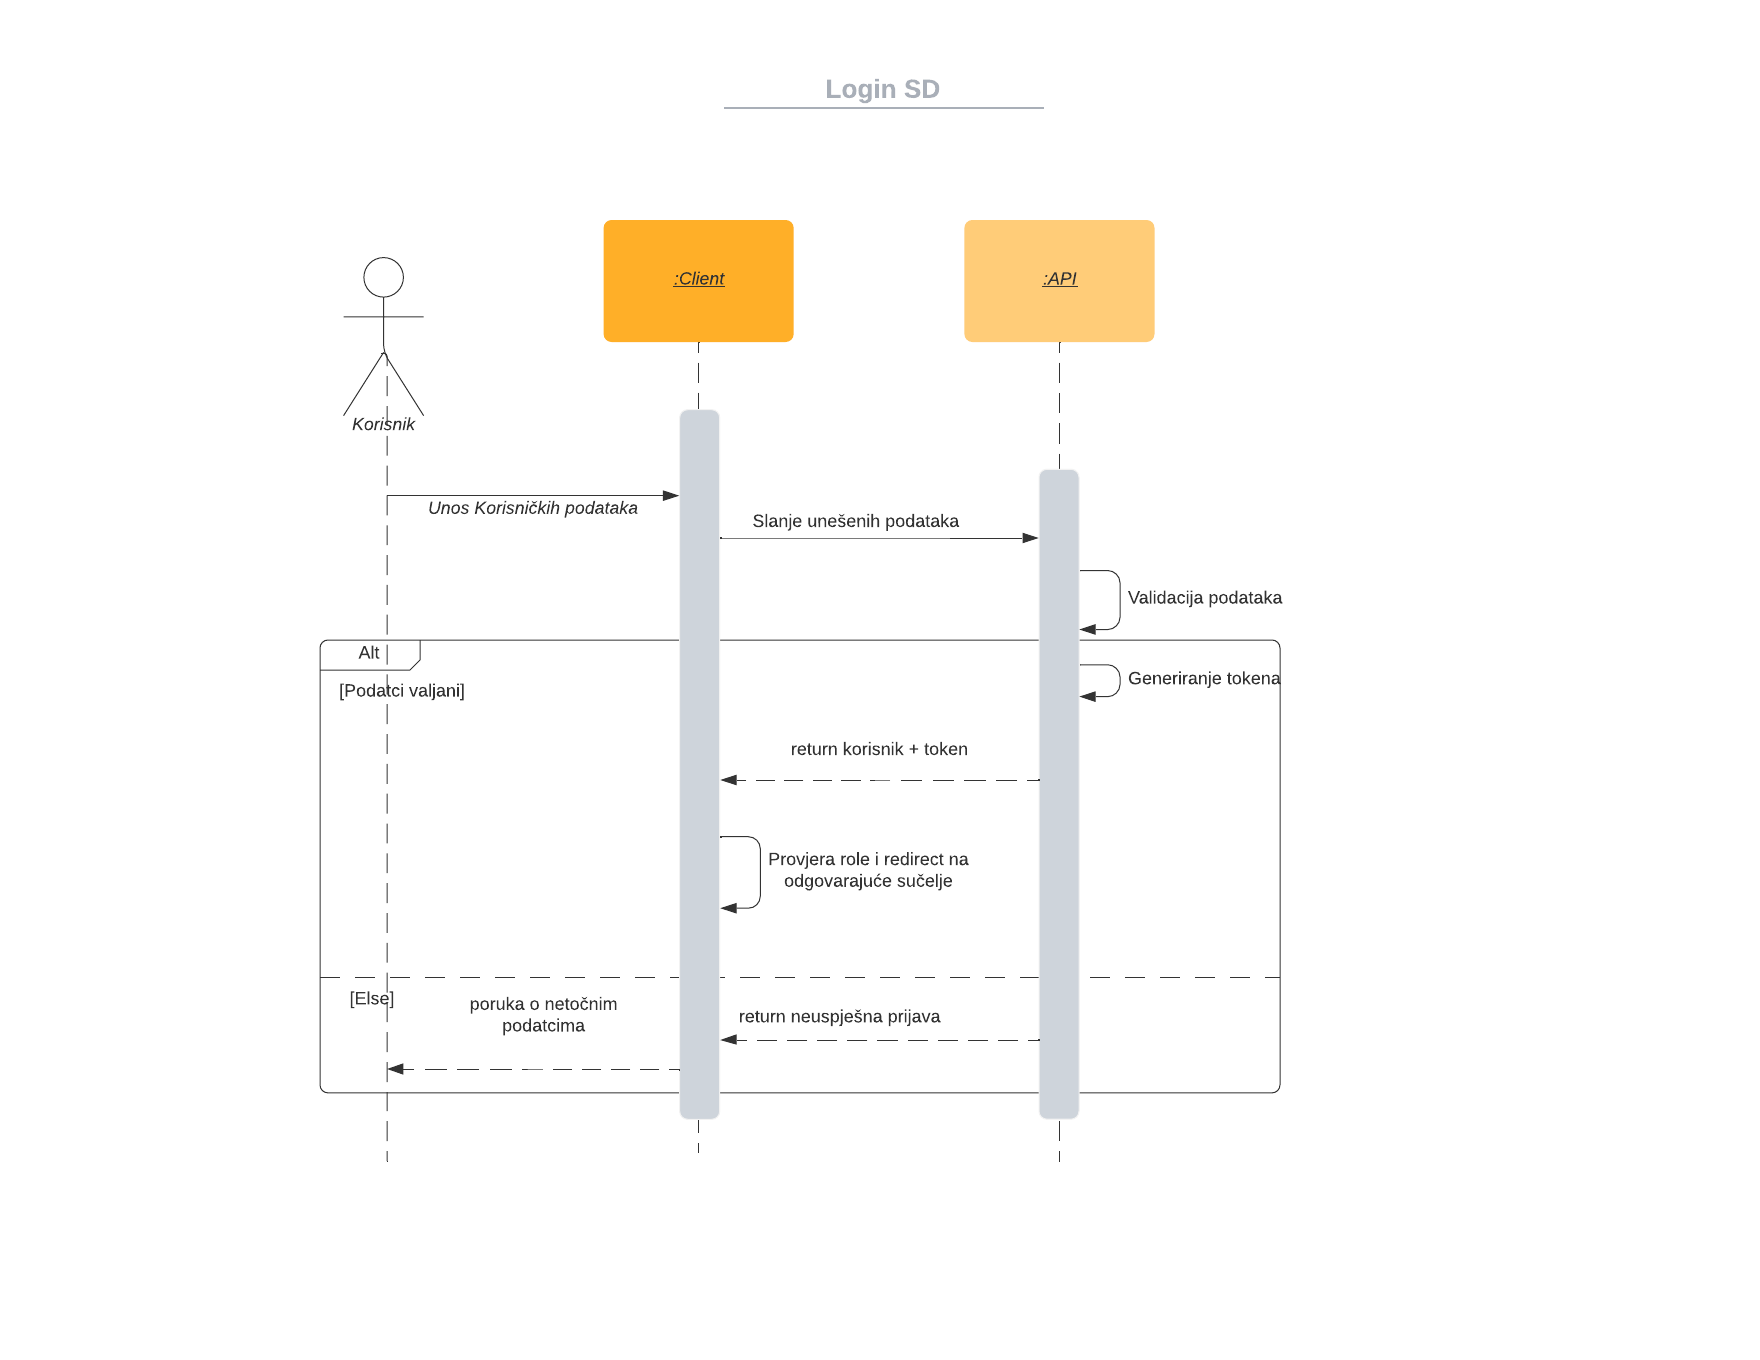 Login SD
:Client
:API
Korisnik
Unos Korisničkih podataka
Slanje unešenih podataka
Validacija podataka
Alt
[Podatci valjani]
Generiranje tokena
return korisnik + token
Provjera role i redirect na
odgovarajuće sučelje
[Else]
poruka o netočnim
podatcima
return neuspješna prijava